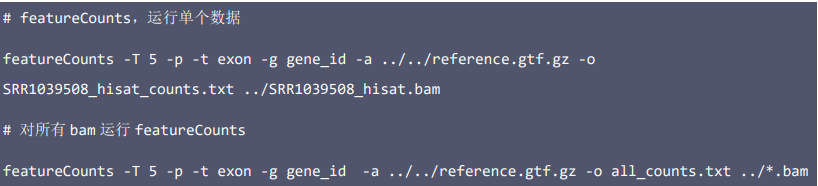 # featureCounts，运行单个数据
featureCounts -T 5 -p -t exon -g gene_id -a ../../reference.gtf.gz -o
SRR1039508_hisat_counts.txt ../SRR1039508_hisat.bam
# 对所有 bam 运行 featureCounts
featureCounts -T 5 -p -t exon -g gene_id  -a ../../reference.gtf.gz -o all_counts.txt ../*.bam